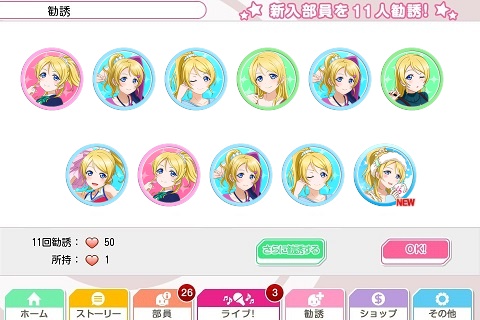 勧誘
新入部員を11人勧誘!
NEW
11回勧誘： 50
所持： 1
さらに勧誘する
OK!
26
3
ホーム
ストーリー
部員
ライブ!
勧誘
ショップ
その他